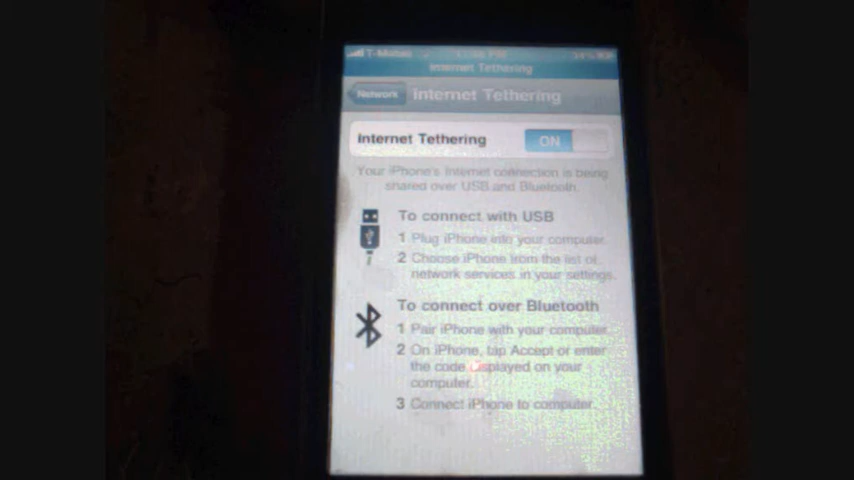 T-Mobile
Internet Tethering
Network Internet Tethering
Internet Tethering ON
Your iPhone's Internet connection is being
shared over USB and Bluetooth.
To connect with USB
1 Plug iPhone into your computer.
2 Choose iPhone from the list of
network services in your settings.
To connect over Bluetooth
1 Pair iPhone with your computer.
2 On iPhone, tap Accept or enter
the code displayed on your
computer.
3 Connect iPhone to computer.